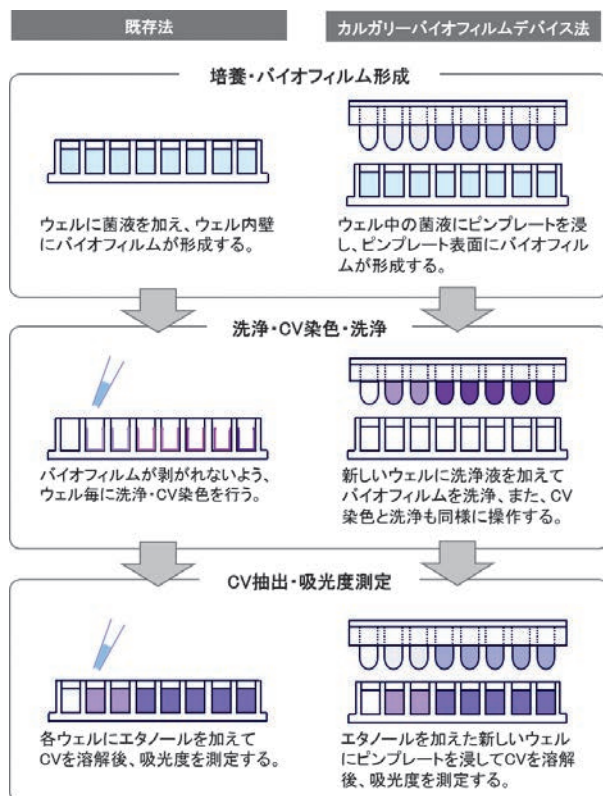 既存法
カルガリーバイオフィルムデバイス法
培養・バイオフィルム形成
ウェルに菌液を加え、ウェル内壁
にバイオフィルムが形成する。
ウェル中の菌液にピンプレートを浸
し、ピンプレート表面にバイオフィル
ムが形成する。
洗浄・CV染色・洗浄
バイオフィルムが剥がれないよう、
ウェル毎に洗浄・CV染色を行う。
新しいウェルに洗浄液を加えて
バイオフィルムを洗浄、また、CV
染色と洗浄も同様に操作する。
CV抽出・吸光度測定
各ウェルにエタノールを加えて
CVを溶解後、吸光度を測定する。
エタノールを加えた新しいウェル
にピンプレートを浸してCVを溶解
後、吸光度を測定する。